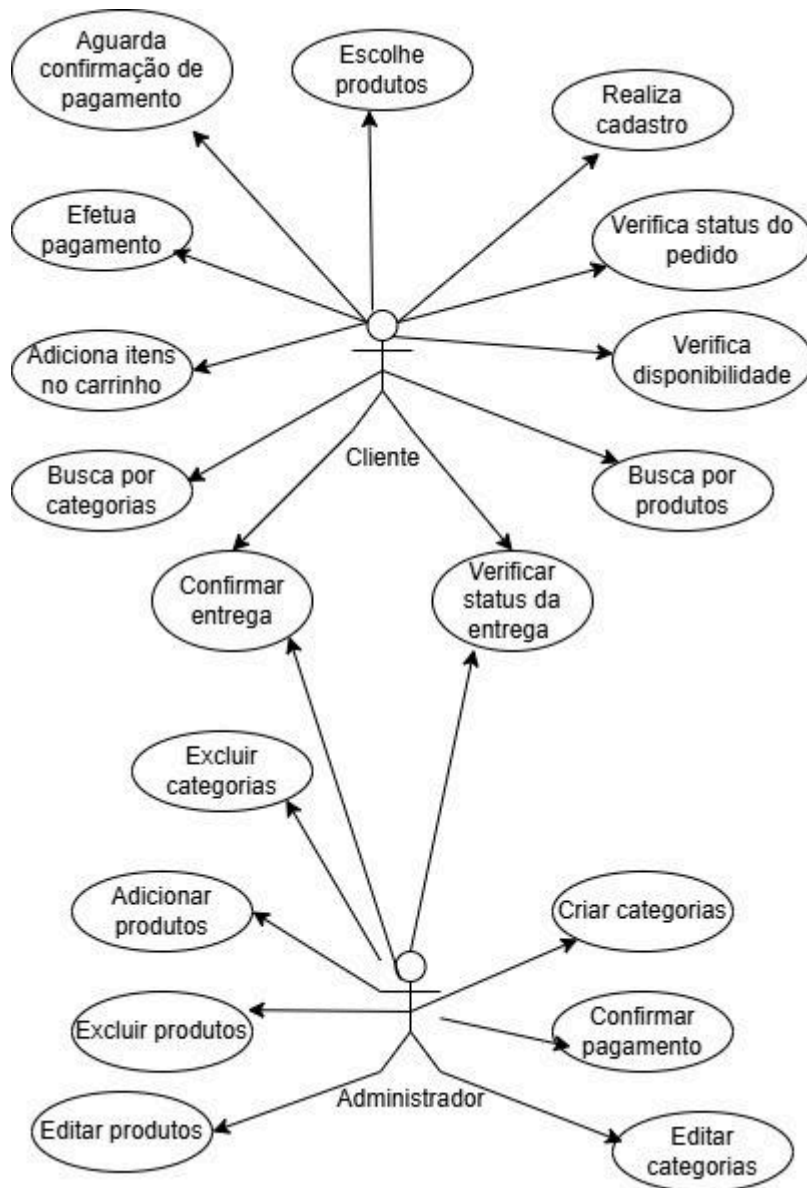 Aguarda
confirmação de
pagamento
Escolhe
produtos
Realiza
cadastro
Efetua
pagamento
Verifica status do
pedido
Adiciona itens
no carrinho
Verifica
disponibilidade
Cliente
Busca por
categorias
Busca por
produtos
Confirmar
entrega
Verificar
status da
entrega
Excluir
categorias
Adicionar
produtos
Criar categorias
Excluir produtos
Confirmar
pagamento
Administrador
Editar produtos
Editar
categorias